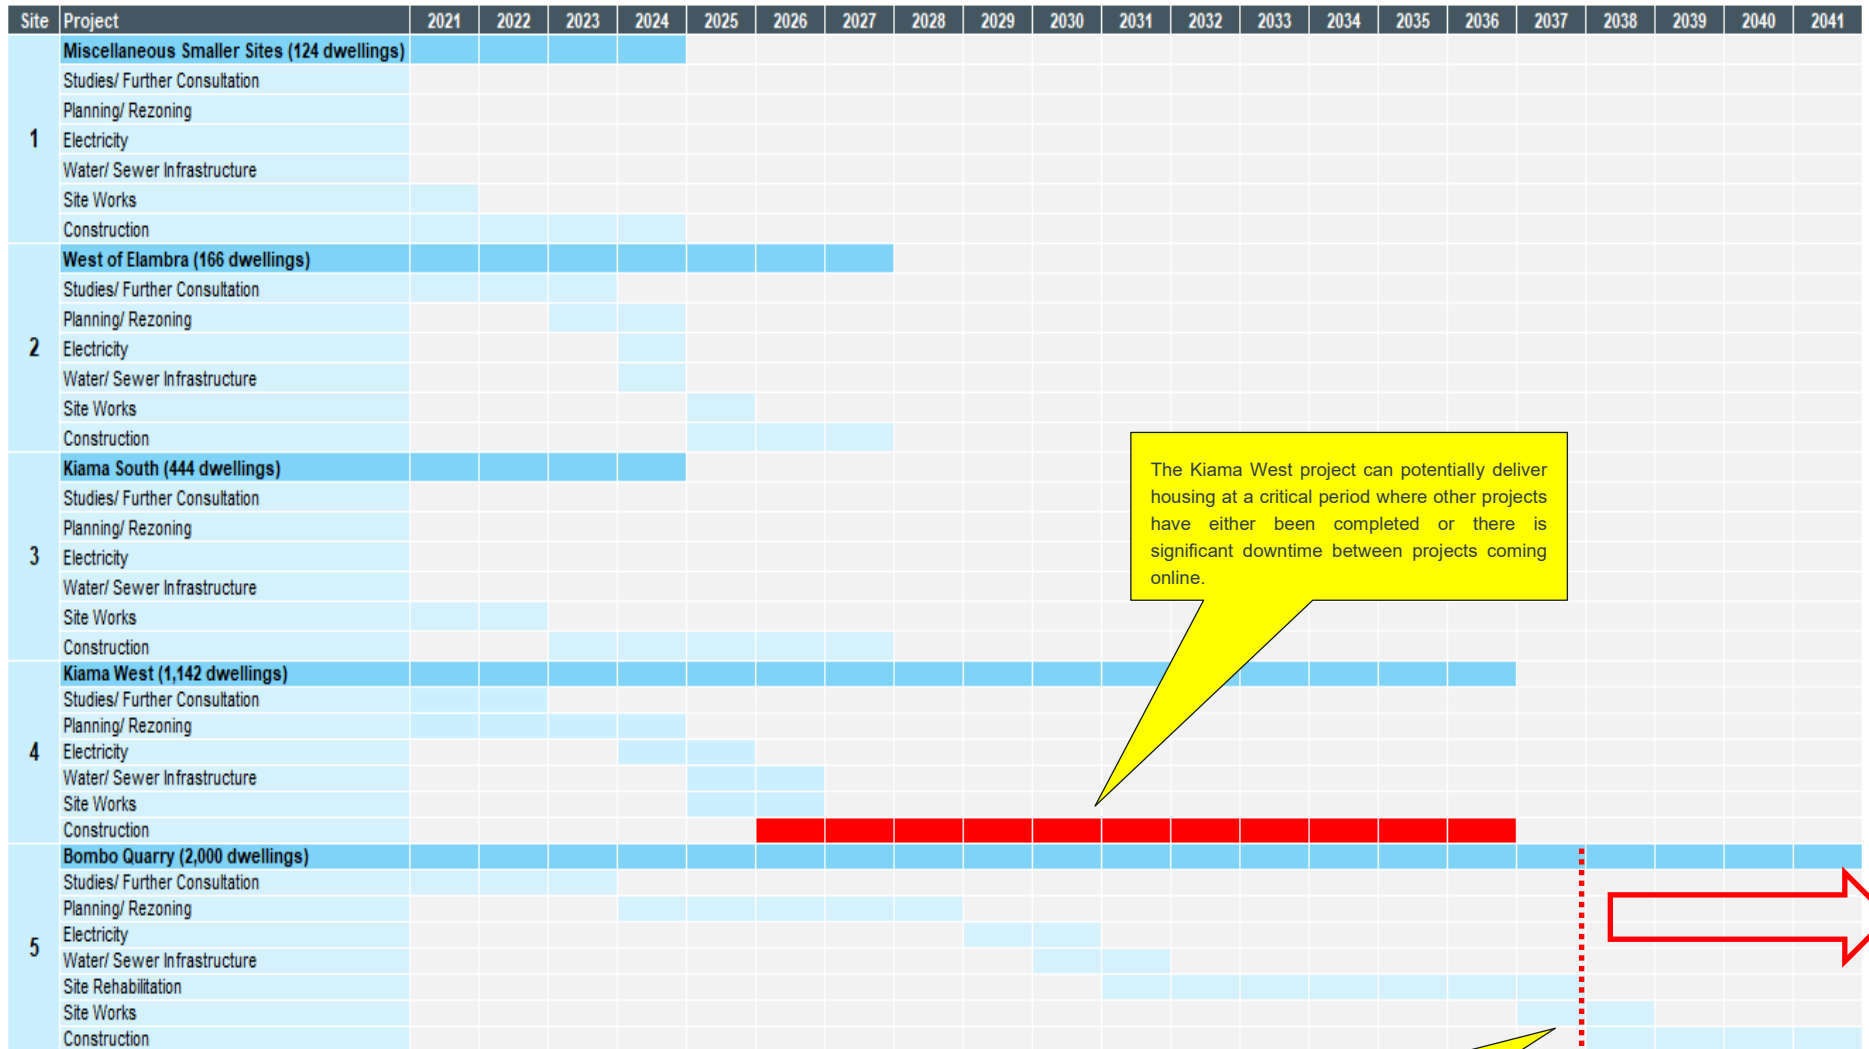 Site Project 2021 2022 2023 2024 2025 2026 2027 2028 2029 2030 2031 2032 2033 2034 2035 2036 2037 2038 2039 2040 2041
1
Miscellaneous Smaller Sites (124 dwellings)
Studies/ Further Consultation
Planning/ Rezoning
Electricity
Water/ Sewer Infrastructure
Site Works
Construction
2
West of Elambra (166 dwellings)
Studies/ Further Consultation
Planning/ Rezoning
Electricity
Water/ Sewer Infrastructure
Site Works
Construction
3
Kiama South (444 dwellings)
Studies/ Further Consultation
Planning/ Rezoning
Electricity
Water/ Sewer Infrastructure
Site Works
Construction
The Kiama West project can potentially deliver
housing at a critical period where other projects
have either been completed or there is
significant downtime between projects coming
online.
4
Kiama West (1,142 dwellings)
Studies/ Further Consultation
Planning/ Rezoning
Electricity
Water/ Sewer Infrastructure
Site Works
Construction
5
Bombo Quarry (2,000 dwellings)
Studies/ Further Consultation
Planning/ Rezoning
Electricity
Water/ Sewer Infrastructure
Site Rehabilitation
Site Works
Construction